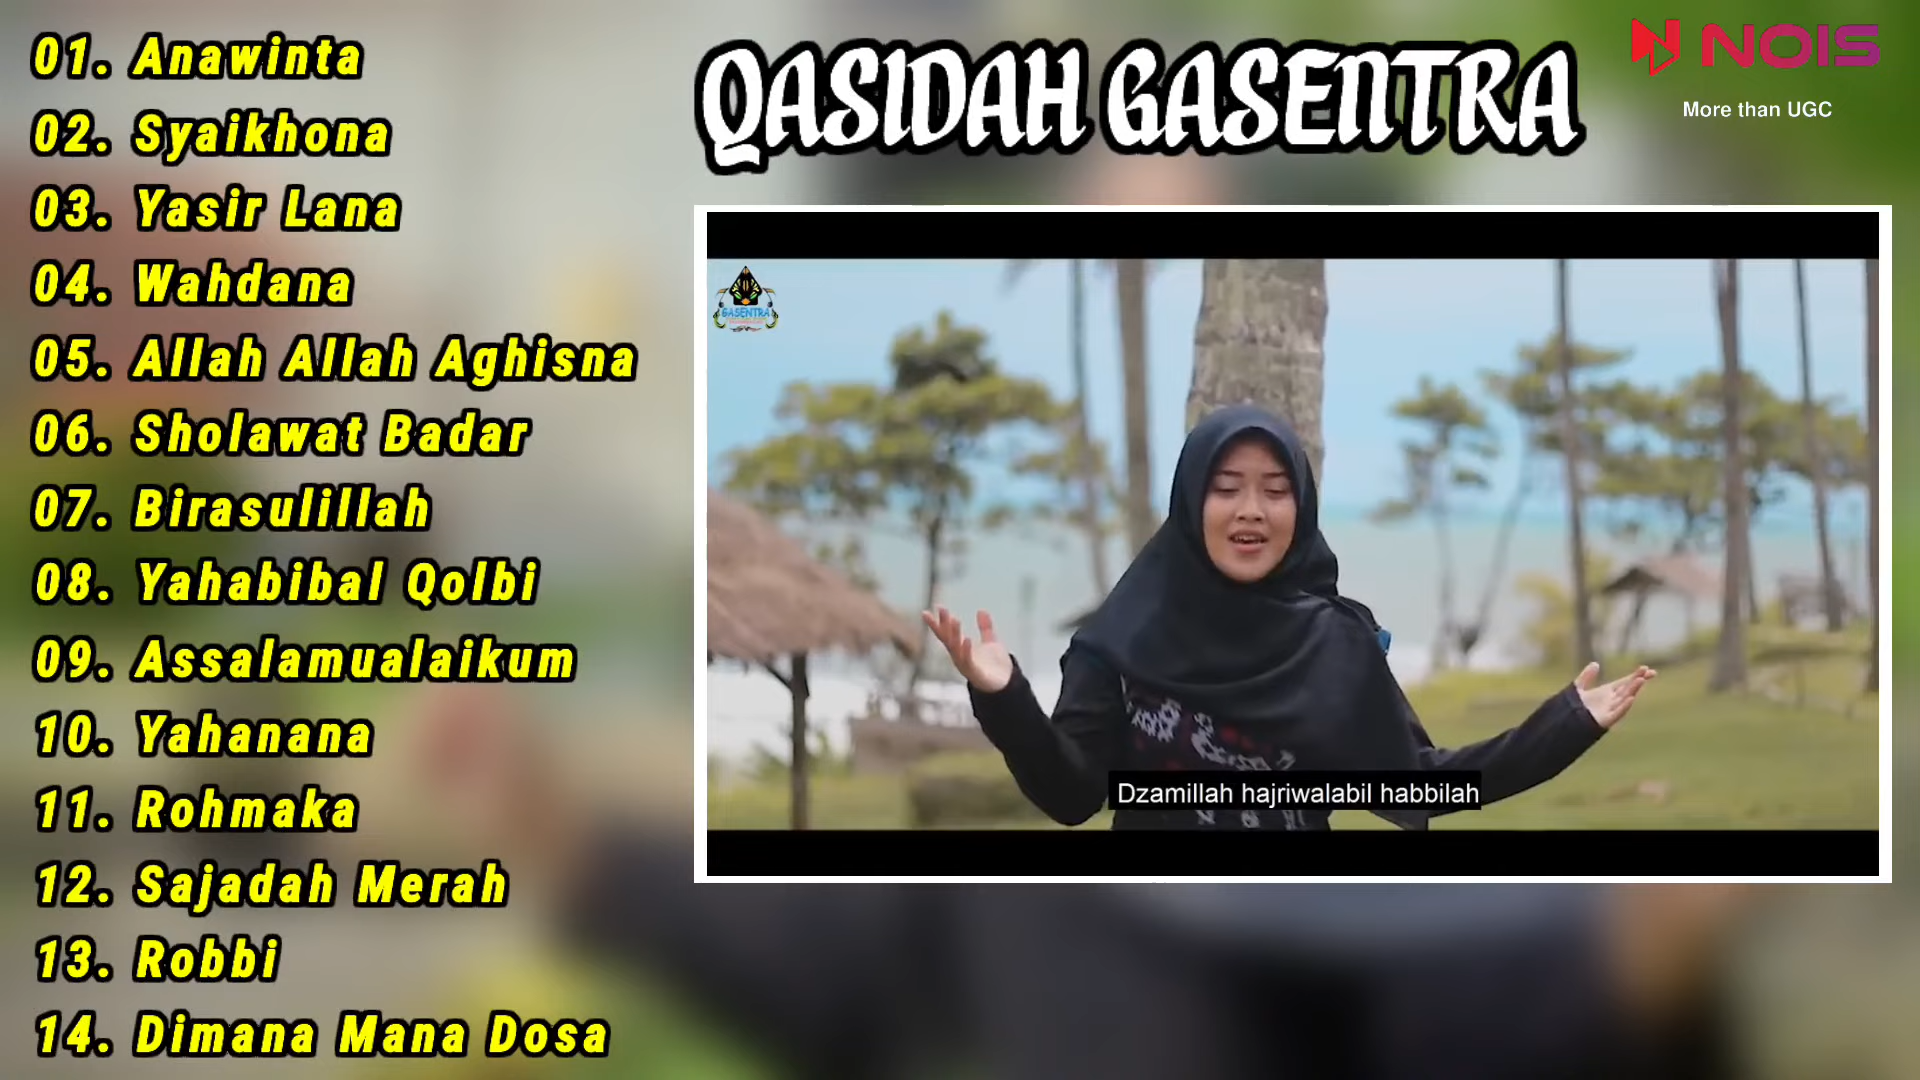 01. Anawinta
02. Syaikhona
03. Yasir Lana
04. Wahdana
05. Allah Allah Aghisna
06. Sholawat Badar
07. Birasulillah
08. Yahabibal Qolbi
09. Assalamualaikum
10. Yahanana
11. Rohmaka
12. Sajadah Merah
13. Robbi
14. Dimana Mana Dosa
QASIDAH GASENTRA
NOIS
More than UGC
GASENTRA
Dzamillah hajriwalabil habbilah